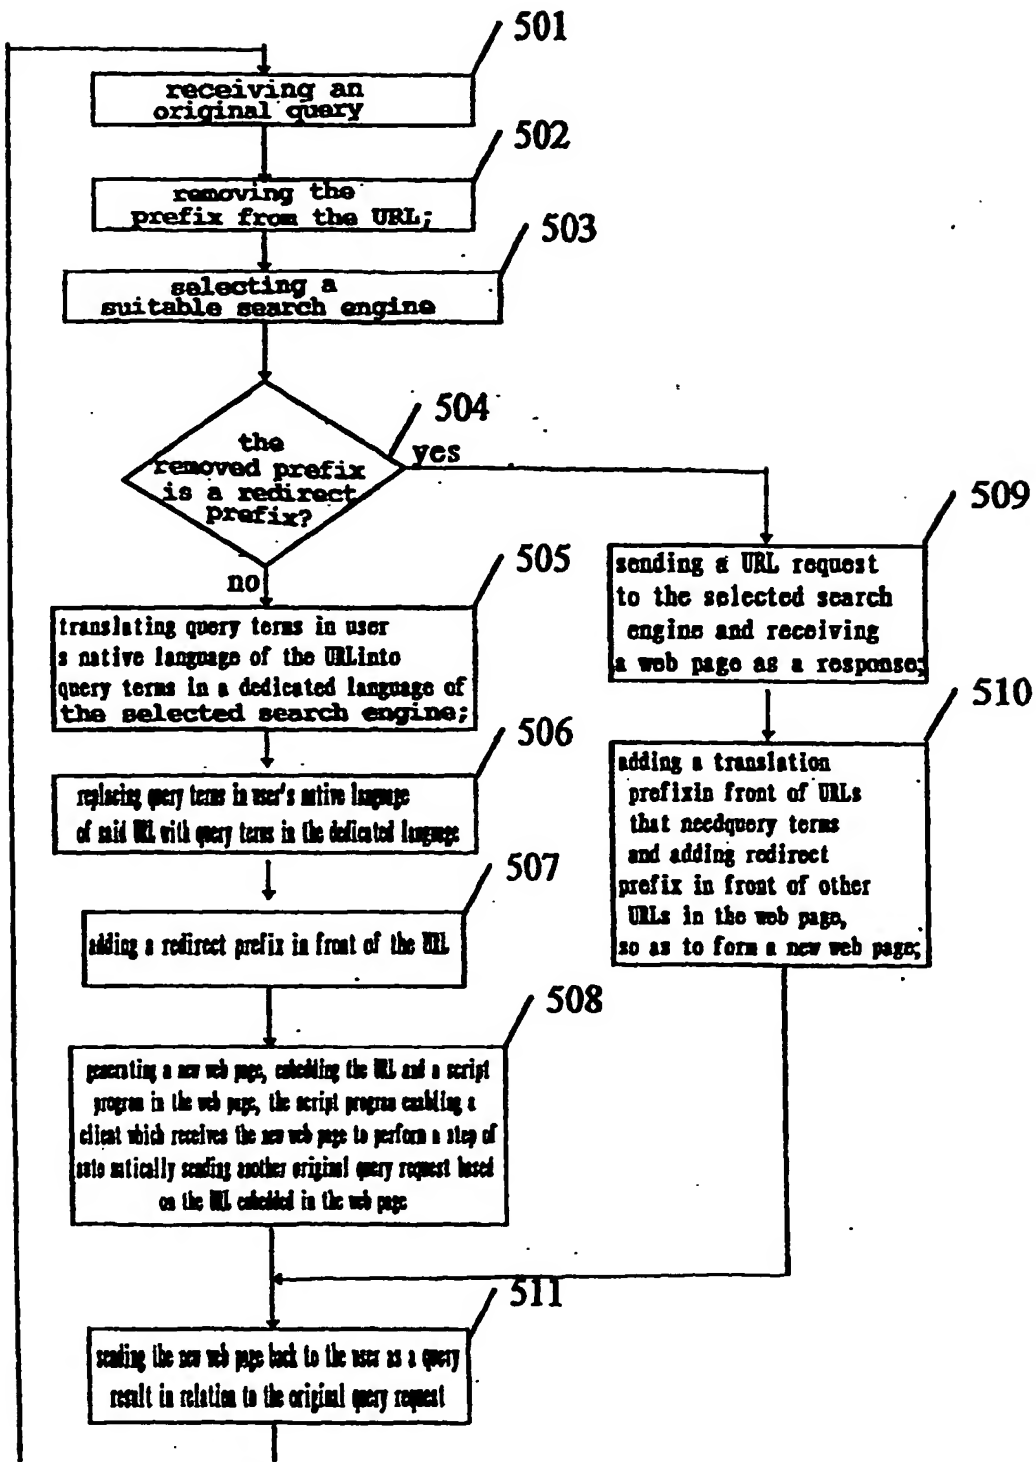 501
receiving an
original query
502
removing the
prefix from the URL;
503
selecting a
suitable search engine
504
the
removed prefix
is a redirect
prefix?
yes
no
505
translating query terms in user
s native language of the URLinto
query terms in a dedicated language of
the selected search engine;
506
replacing query terms in user's native language
of said URL with query terms in the dedicated language
507
adding a redirect prefix in front of the URL
508
generating a new web page, embedding the URL and a script
program in the web page, the script program enabling a
client which receives the new web page to perform a step of
auto matically sending another original query request based
on the URL embedded in the web page
509
sending a URL request
to the selected search
engine and receiving
a web page as a response;
510
adding a translation
prefixin front of URLs
that needquery terms
and adding redirect
prefix in front of other
URLs in the web page,
so as to form a new web page;
511
sending the new web page back to the user as a query
result in relation to the original query request